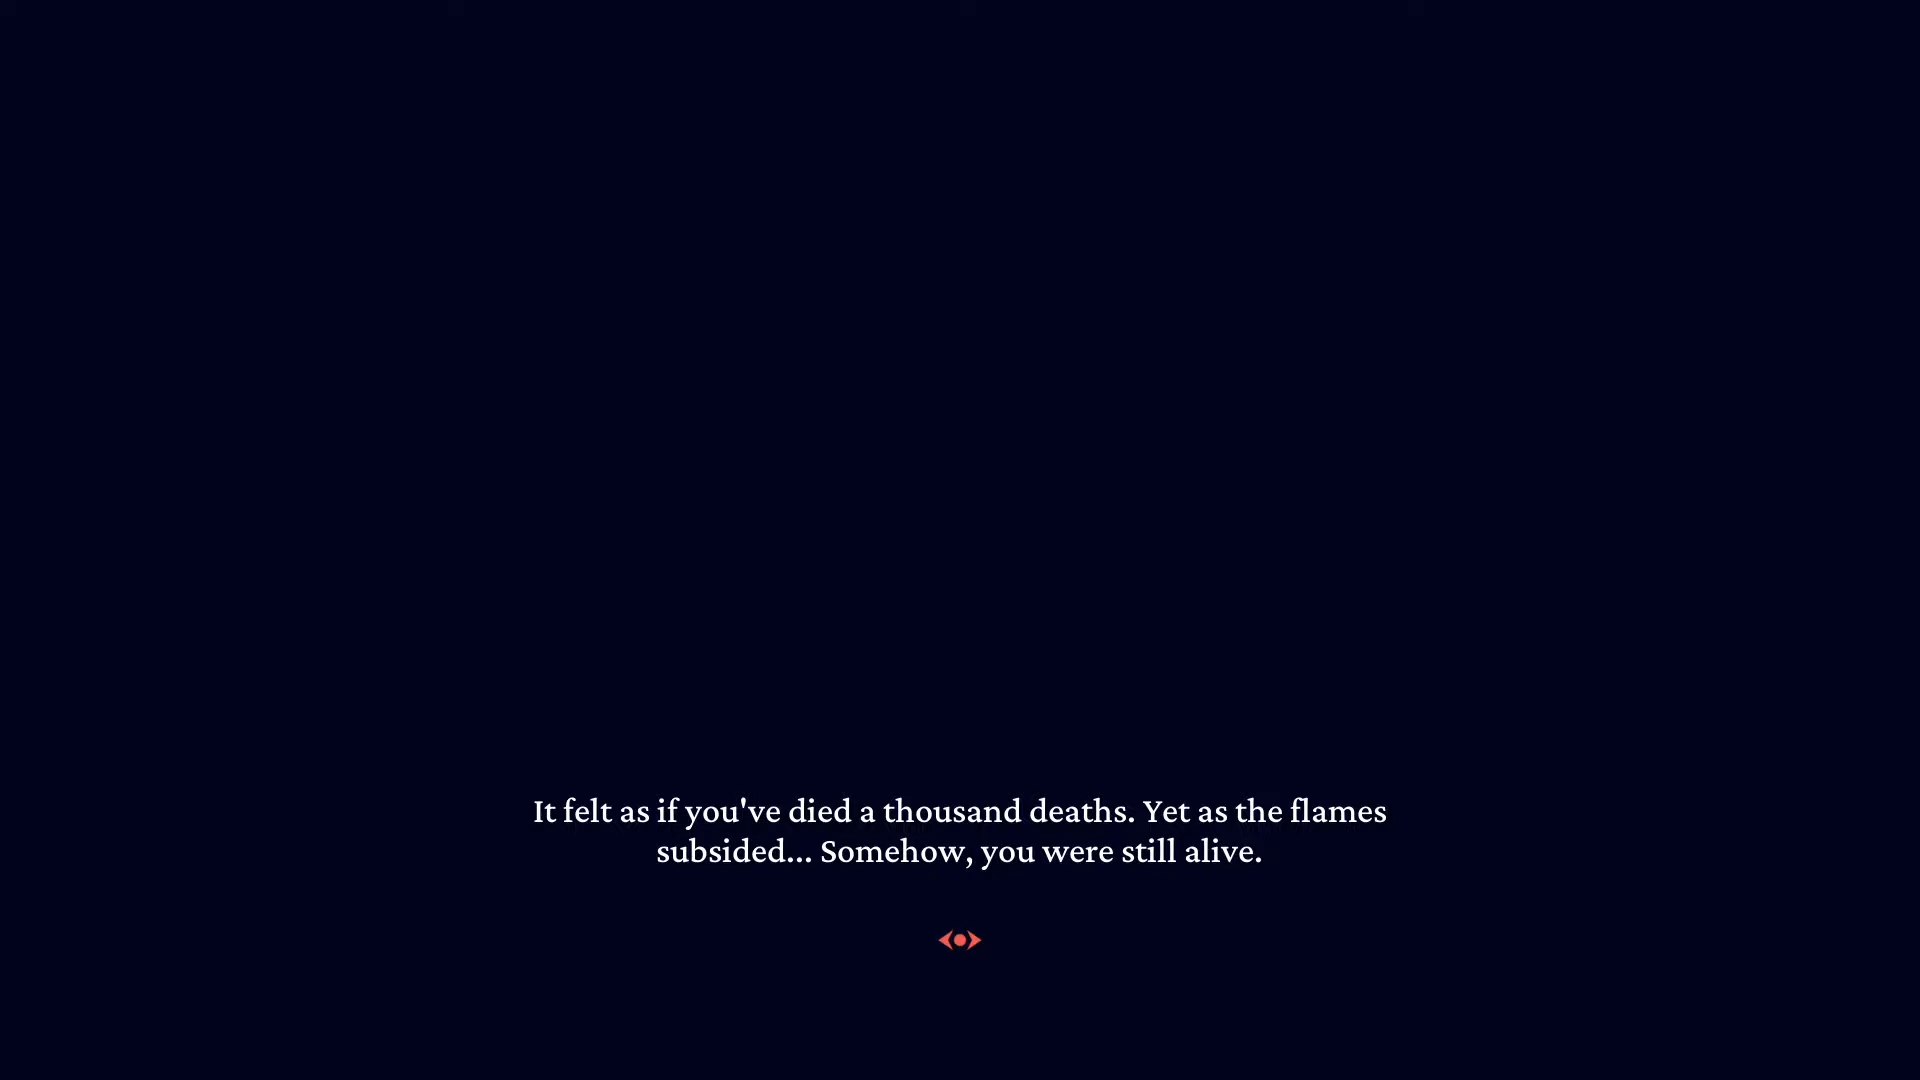 It felt as if you've died a thousand deaths. Yet as the flames
subsided... Somehow, you were still alive.